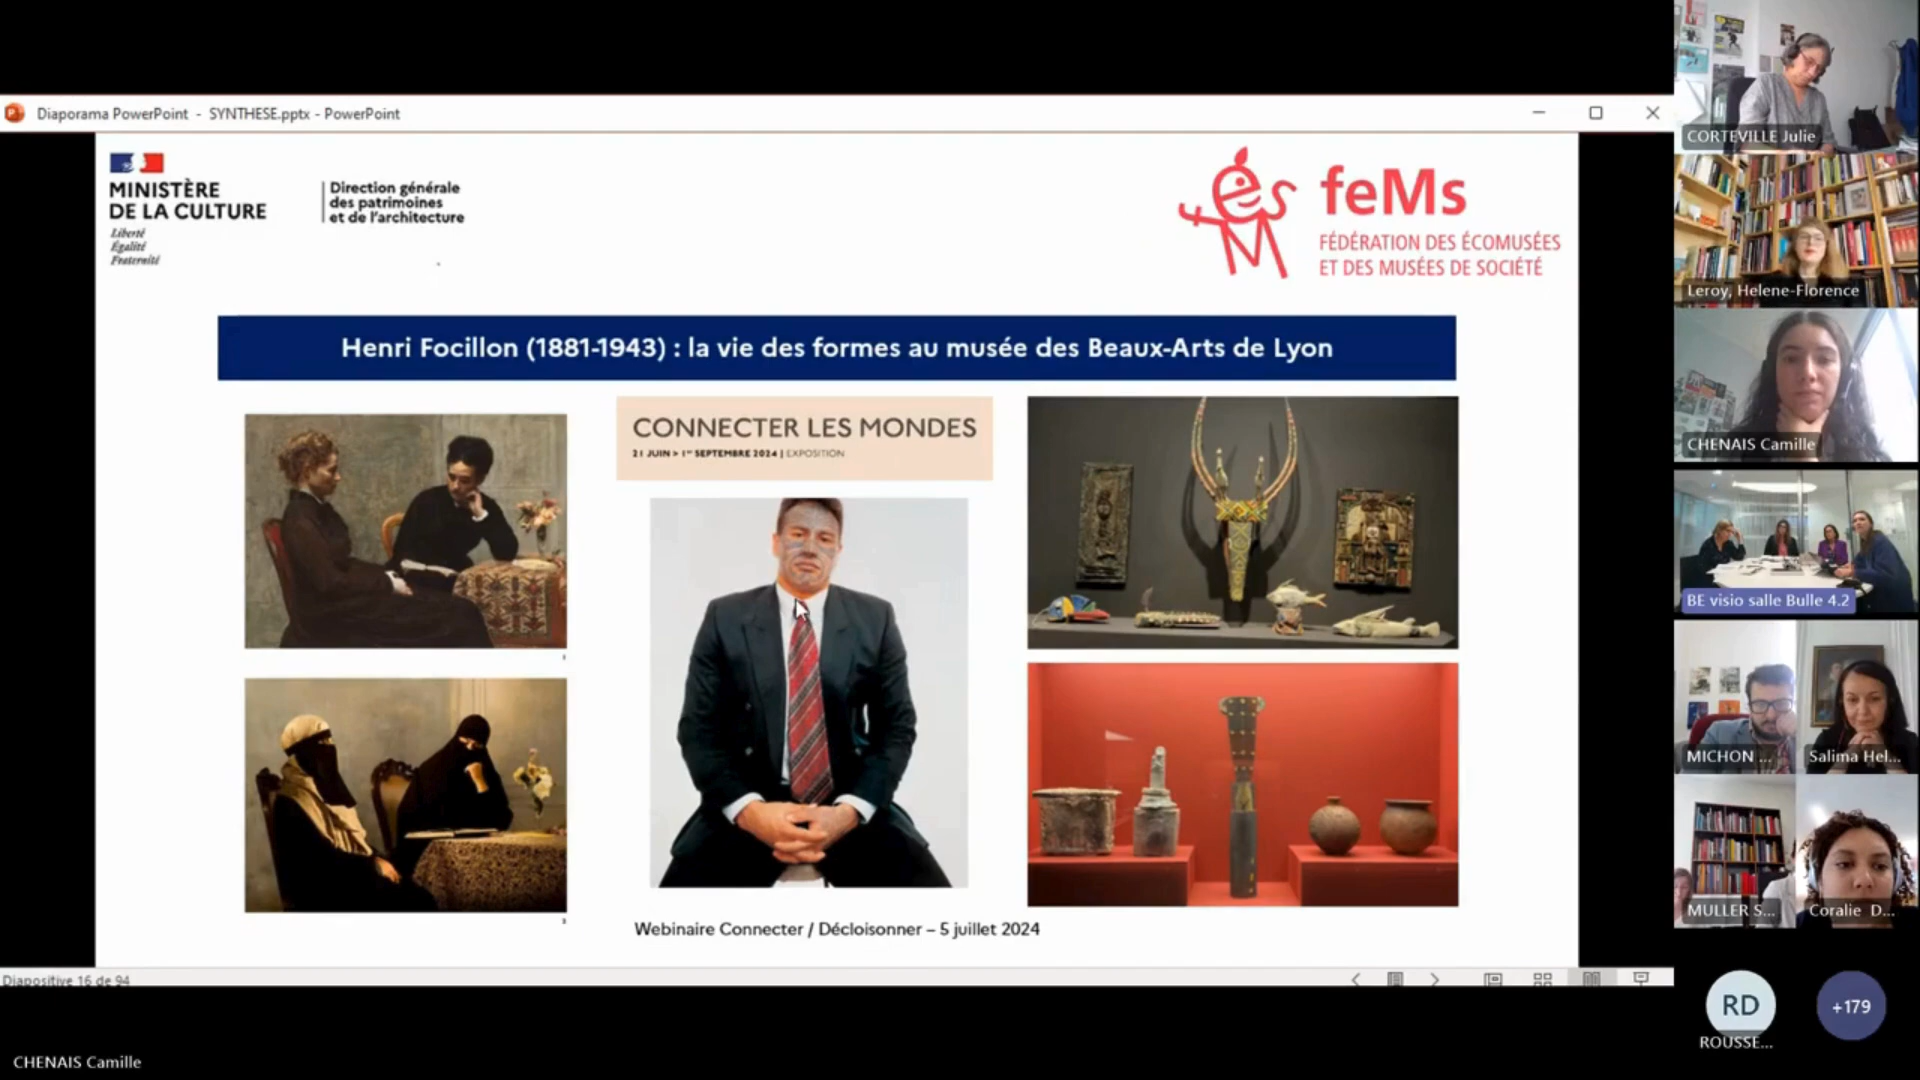 Diaporama PowerPoint - SYNTHESE.pptx - PowerPoint
MINISTÈRE
DE LA CULTURE
Liberté
Égalité
Fraternité
Direction générale
des patrimoines
et de l'architecture
feMs
FÉDÉRATION DES ÉCOMUSÉES
ET DES MUSÉES DE SOCIÉTÉ
Henri Focillon (1881-1943) : la vie des formes au musée des Beaux-Arts de Lyon
CONNECTER LES MONDES
21 JUIN > 1er SEPTEMBRE 2024 | EXPOSITION
Webinaire Connecter / Décloisonner – 5 juillet 2024
Diapositive 16 de 94
CHENAIS Camille
CORTEVILLE Julie
Leroy, Helene-Florence
CHENAIS Camille
BE visio salle Bulle 4.2
MICHON ...
Salima Hel...
MULLER S...
Coralie D...
RD
+179
ROUSSE...